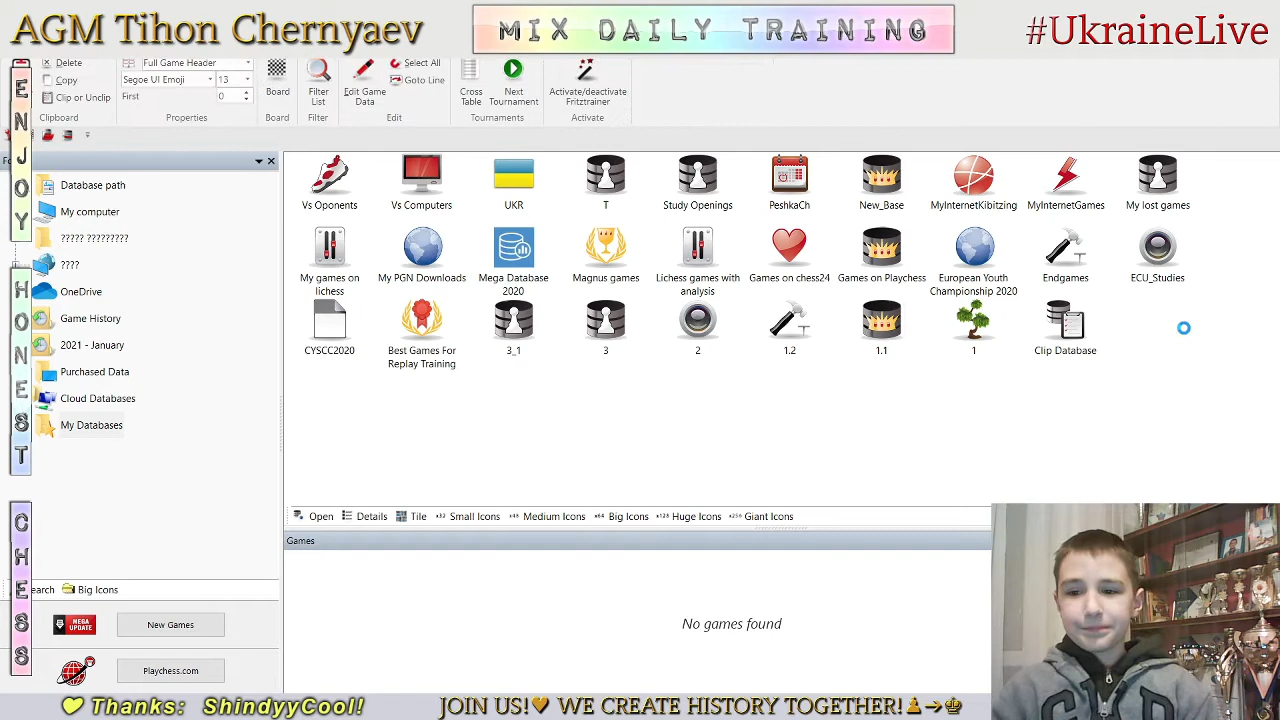 AGM Tihon Chernyaev
MIX DAILY TRAINING
#UkraineLive
ENJOY
HONEST
CHESS
Delete
Copy
Clip or Unclip
Clipboard
Full Game Header
Segoe UI Emoji 13
First 0
Properties
Board
Board
Filter List
Filter
Edit Game Data
Select All
Goto Line
Edit
Cross Table
Next Tournament
Tournaments
Activate/deactivate Fritztrainer
Activate
Database path
My computer
????? ?????????
????
OneDrive
Game History
2021 - January
Purchased Data
Cloud Databases
My Databases
earch Big Icons
MEGA UPDATE
New Games
Playchess.com
Vs Oponents
Vs Computers
UKR
T
Study Openings
PeshkaCh
New_Base
MyInternetKibitzing
MyInternetGames
My lost games
My games on lichess
My PGN Downloads
Mega Database 2020
Magnus games
Lichess games with analysis
Games on chess24
Games on Playchess
European Youth Championship 2020
Endgames
ECU_Studies
CYSCC2020
Best Games For Replay Training
3_1
3
2
1.2
1.1
1
Clip Database
Open Details Tile x32 Small Icons x48 Medium Icons x64 Big Icons x128 Huge Icons x256 Giant Icons
Games
No games found
Thanks: ShindyyCool!
JOIN US! WE CREATE HISTORY TOGETHER!